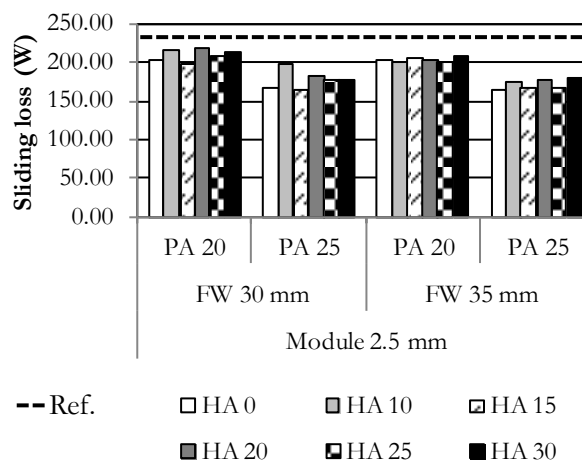 Sliding loss (W)
250.00
200.00
150.00
100.00
50.00
0.00
PA 20 PA 25 PA 20 PA 25
FW 30 mm FW 35 mm
Module 2.5 mm
Ref. HA 0 HA 10 HA 15
HA 20 HA 25 HA 30